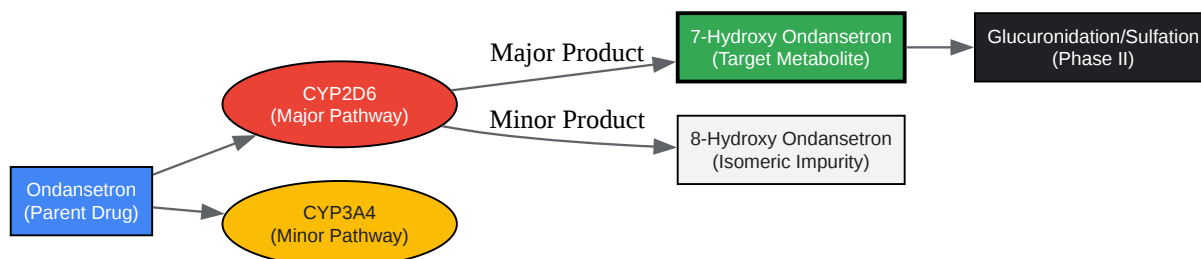 Ondansetron
(Parent Drug)
CYP2D6
(Major Pathway)
CYP3A4
(Minor Pathway)
Major Product
Minor Product
7-Hydroxy Ondansetron
(Target Metabolite)
8-Hydroxy Ondansetron
(Isomeric Impurity)
Glucuronidation/Sulfation
(Phase II)